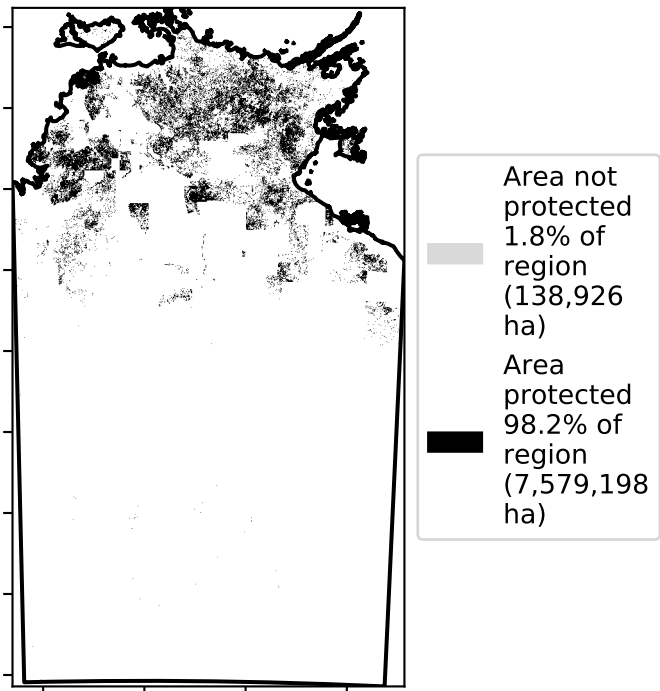 Area not
protected
1.8% of
region
(138,926
ha)
Area
protected
98.2% of
region
(7,579,198
ha)